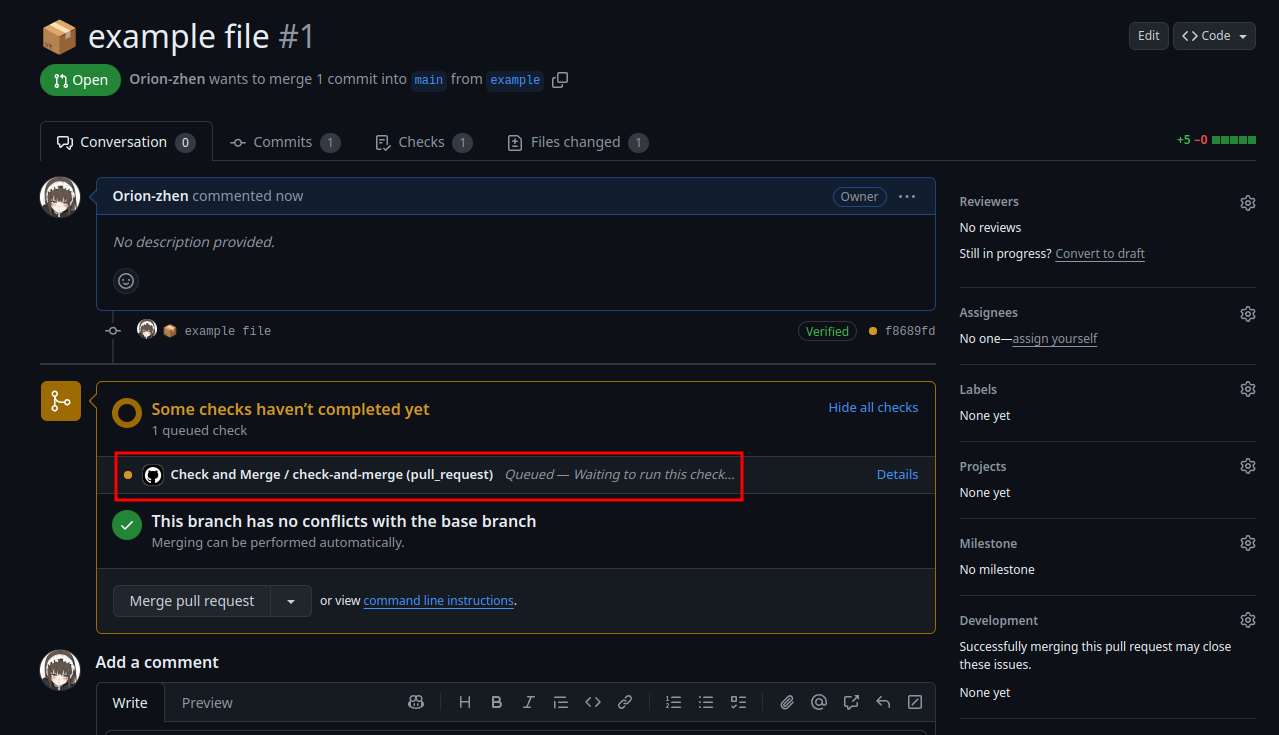 📦 example file #1
Edit
<> Code
Open
Orion-zhen wants to merge 1 commit into main from example
Conversation 0
Commits 1
Checks 1
Files changed 1
+5 −0
Orion-zhen commented now
Owner
No description provided.
📦 example file
Verified
f8689fd
Some checks haven’t completed yet
Hide all checks
1 queued check
Check and Merge / check-and-merge (pull_request) Queued — Waiting to run this check...
Details
This branch has no conflicts with the base branch
Merging can be performed automatically.
Merge pull request
or view command line instructions.
Add a comment
Write
Preview
Reviewers
No reviews
Still in progress? Convert to draft
Assignees
No one—assign yourself
Labels
None yet
Projects
None yet
Milestone
No milestone
Development
Successfully merging this pull request may close
these issues.
None yet